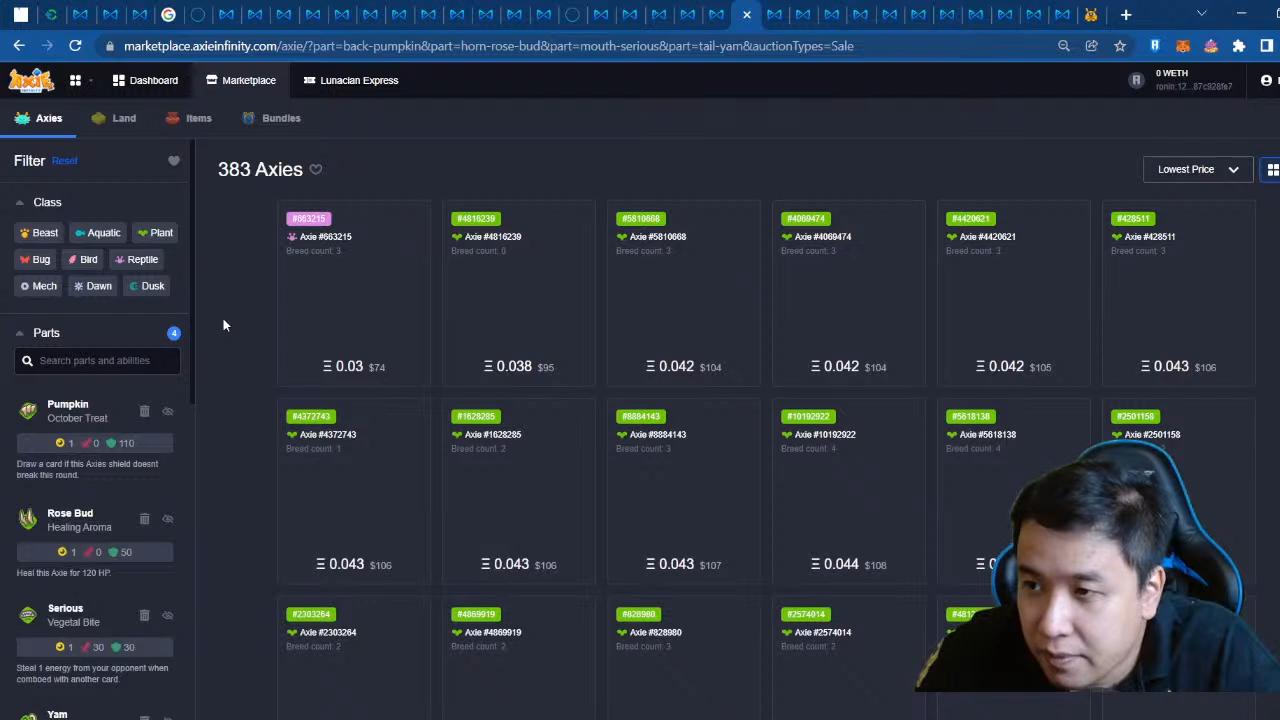 marketplace.axieinfinity.com/axie/?part=back-pumpkin&part=horn-rose-bud&part=mouth-serious&part=tail-yam&auctionTypes=Sale
AXIE
Dashboard
Marketplace
Lunacian Express
0 WETH
ronin:12...87c928fe7
Axies
Land
Items
Bundles
Filter
Reset
383 Axies
Lowest Price
Class
Beast
Aquatic
Plant
Bug
Bird
Reptile
Mech
Dawn
Dusk
Parts
4
Search parts and abilities
Pumpkin
October Treat
1 0 110
Draw a card if this Axies shield doesnt
break this round.
Rose Bud
Healing Aroma
1 0 50
Heal this Axie for 120 HP.
Serious
Vegetal Bite
1 30 30
Steal 1 energy from your opponent when
comboed with another card.
Yam
#663215
Axie #663215
Breed count: 3
Ξ 0.03 $74
#4816239
Axie #4816239
Breed count: 0
Ξ 0.038 $95
#5810668
Axie #5810668
Breed count: 3
Ξ 0.042 $104
#4069474
Axie #4069474
Breed count: 3
Ξ 0.042 $104
#4420621
Axie #4420621
Breed count: 3
Ξ 0.042 $105
#428511
Axie #428511
Breed count: 3
Ξ 0.043 $106
#4372743
Axie #4372743
Breed count: 1
Ξ 0.043 $106
#1628285
Axie #1628285
Breed count: 2
Ξ 0.043 $106
#8884143
Axie #8884143
Breed count: 3
Ξ 0.043 $107
#10192922
Axie #10192922
Breed count: 4
Ξ 0.044 $108
#5618138
Axie #5618138
Breed count: 4
#2501158
Axie #2501158
#2303264
Axie #2303264
Breed count: 2
#4869919
Axie #4869919
Breed count: 2
#828980
Axie #828980
Breed count: 3
#2574014
Axie #2574014
Breed count: 2